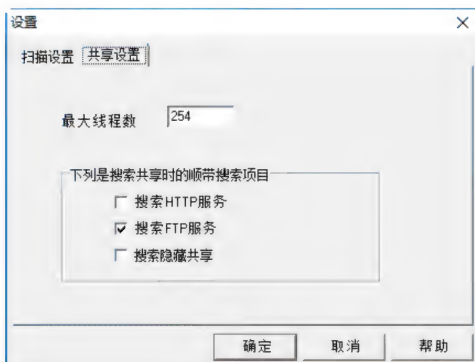 设置
扫描设置 共享设置
最大线程数 254
下列是搜索共享时的顺带搜索项目
搜索HTTP服务
搜索FTP服务
搜索隐藏共享
确定 取消 帮助